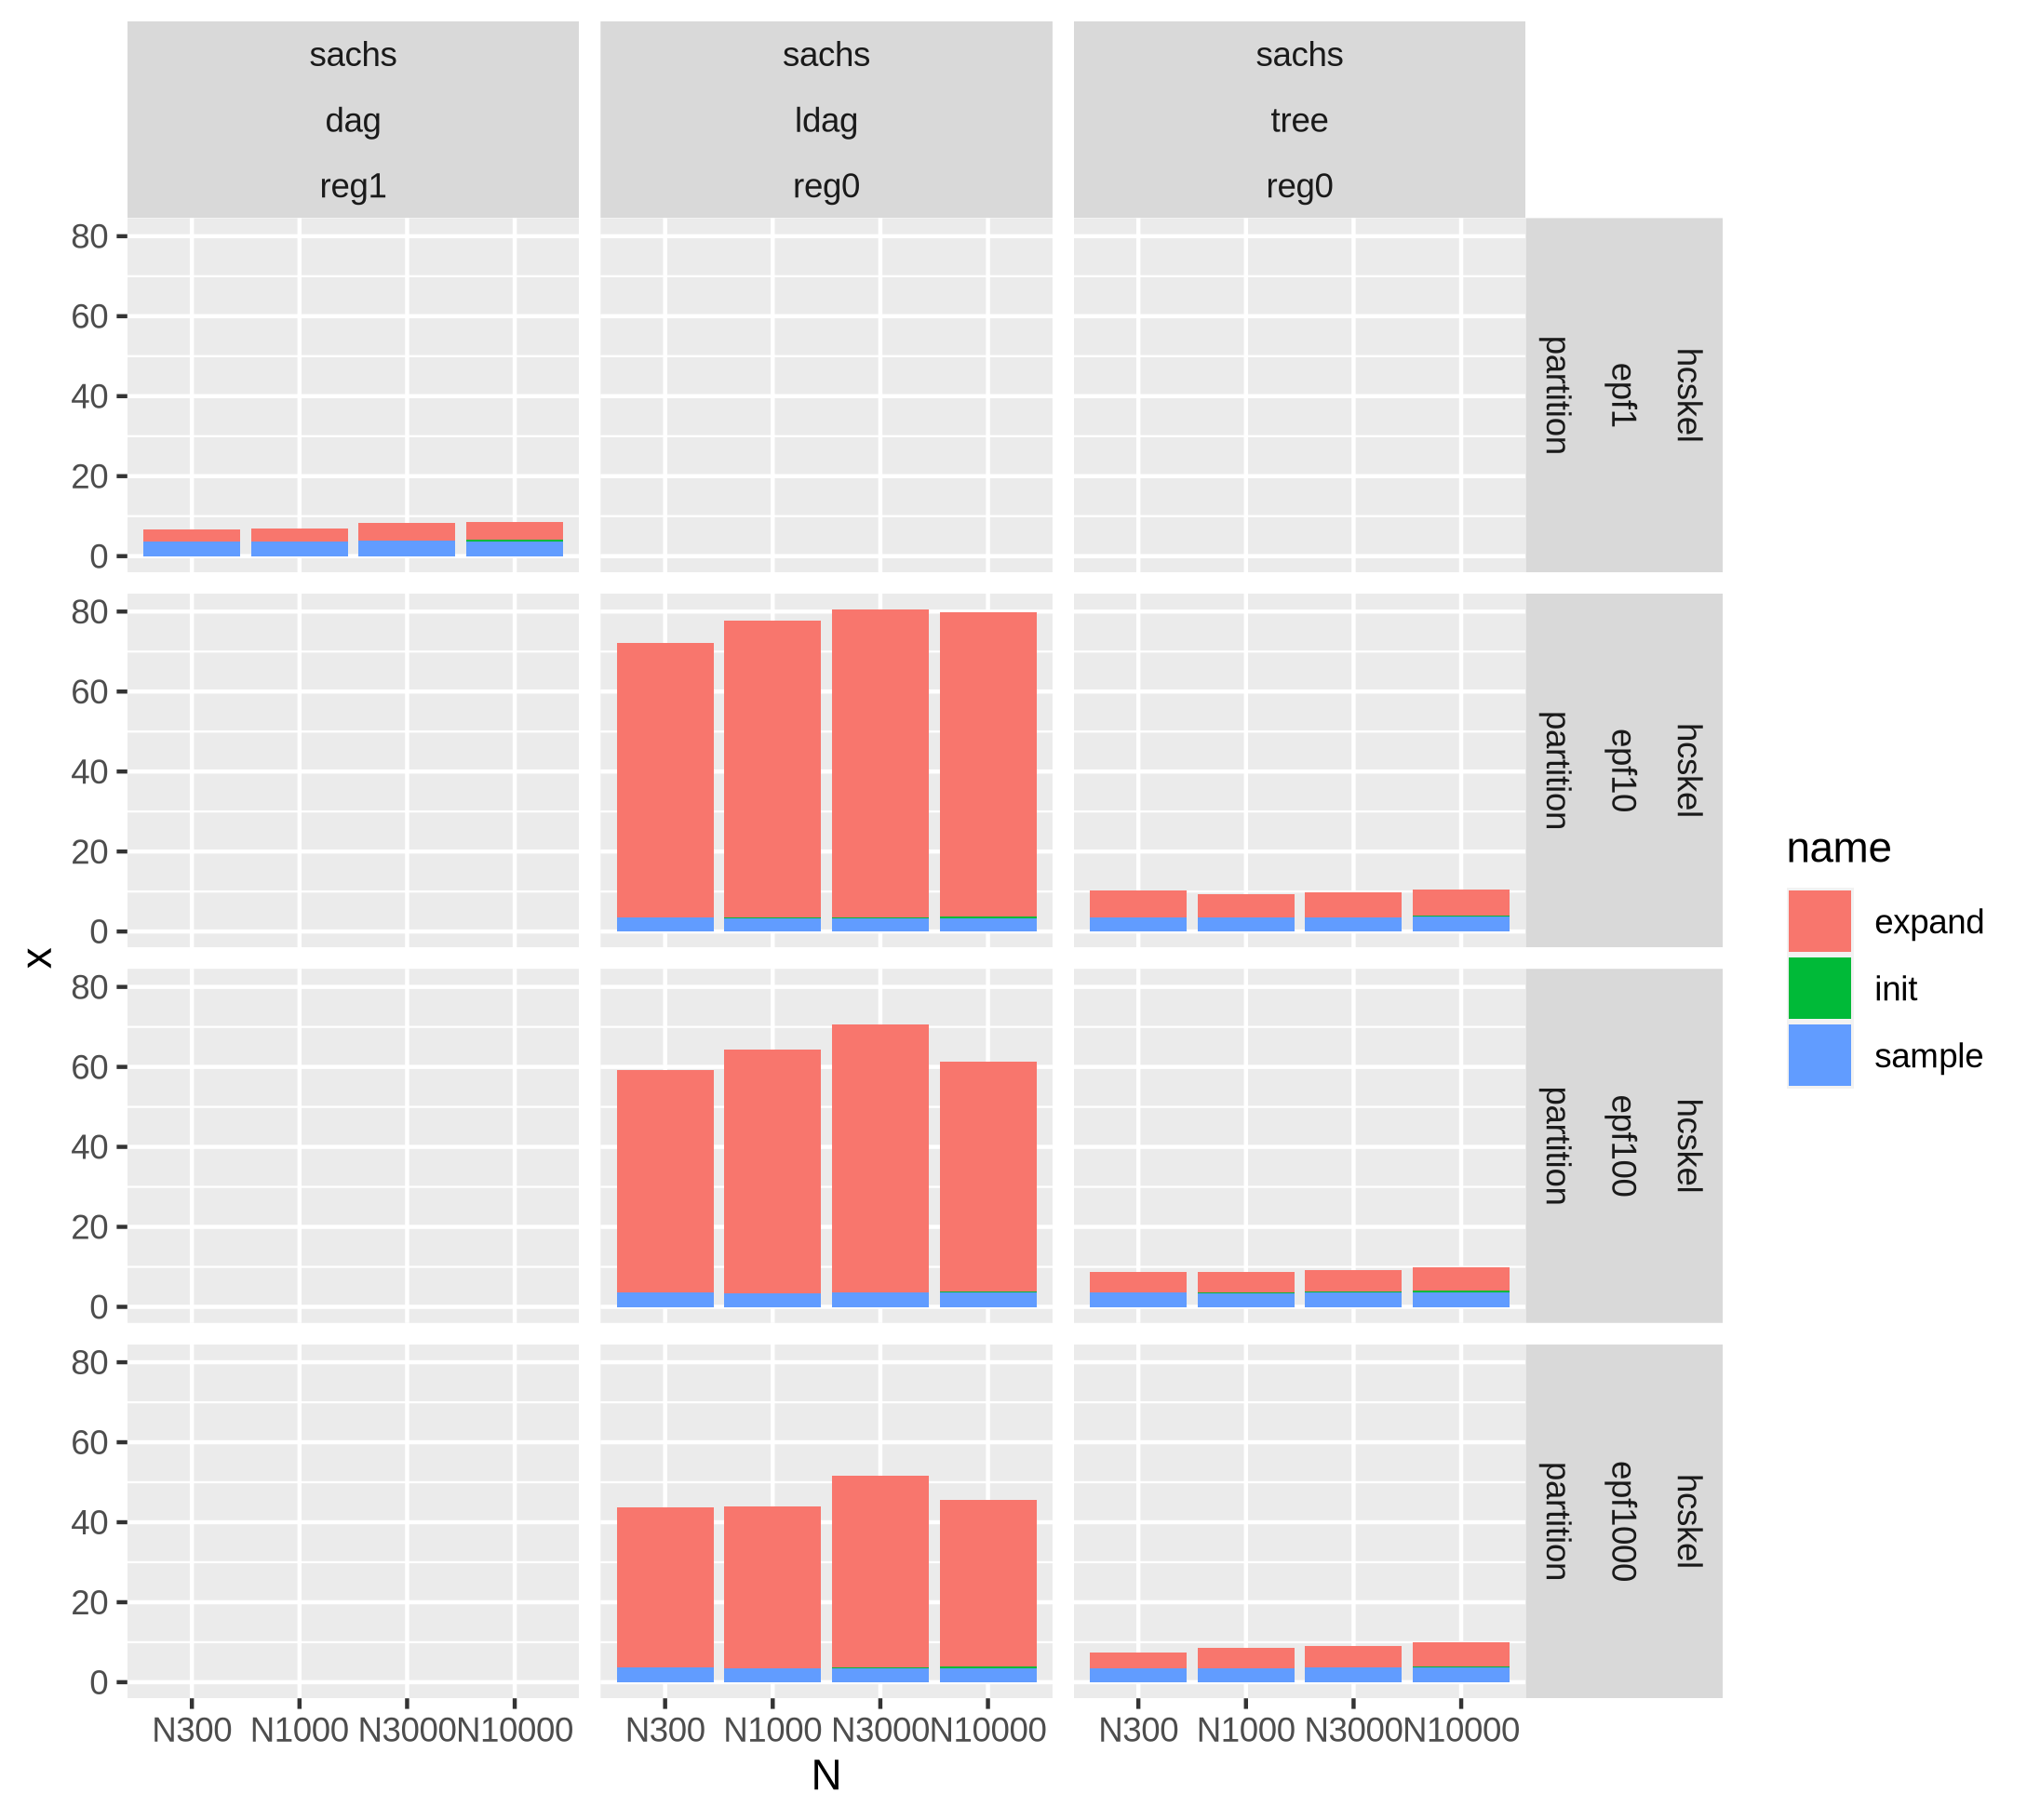 sachs
dag
reg1
sachs
ldag
reg0
sachs
tree
reg0
80
60
40
20
0
partition
epf1
hcskel
80
60
40
20
0
partition
epf10
hcskel
80
60
40
20
0
partition
epf100
hcskel
80
60
40
20
0
partition
epf1000
hcskel
N300 N1000 N3000 N10000
N300 N1000 N3000 N10000
N300 N1000 N3000 N10000
N
x
name
expand
init
sample